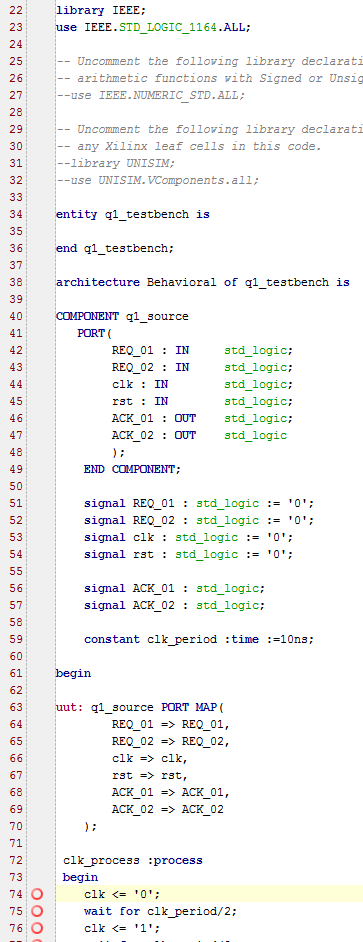 22 library IEEE;
23 use IEEE.STD_LOGIC_1164.ALL;
24
25 -- Uncomment the following library declarati
26 -- arithmetic functions with Signed or Unsig
27 --use IEEE.NUMERIC_STD.ALL;
28
29 -- Uncomment the following library declarati
30 -- any Xilinx leaf cells in this code.
31 --library UNISIM;
32 --use UNISIM.VComponents.all;
33
34 entity q1_testbench is
35
36 end q1_testbench;
37
38 architecture Behavioral of q1_testbench is
39
40 COMPONENT q1_source
41 PORT(
42 REQ_01 : IN std_logic;
43 REQ_02 : IN std_logic;
44 clk : IN std_logic;
45 rst : IN std_logic;
46 ACK_01 : OUT std_logic;
47 ACK_02 : OUT std_logic
48 );
49 END COMPONENT;
50
51 signal REQ_01 : std_logic := '0';
52 signal REQ_02 : std_logic := '0';
53 signal clk : std_logic := '0';
54 signal rst : std_logic := '0';
55
56 signal ACK_01 : std_logic;
57 signal ACK_02 : std_logic;
58
59 constant clk_period :time :=10ns;
60
61 begin
62
63 uut: q1_source PORT MAP(
64 REQ_01 => REQ_01,
65 REQ_02 => REQ_02,
66 clk => clk,
67 rst => rst,
68 ACK_01 => ACK_01,
69 ACK_02 => ACK_02
70 );
71
72 clk_process :process
73 begin
74 clk <= '0';
75 wait for clk_period/2;
76 clk <= '1';